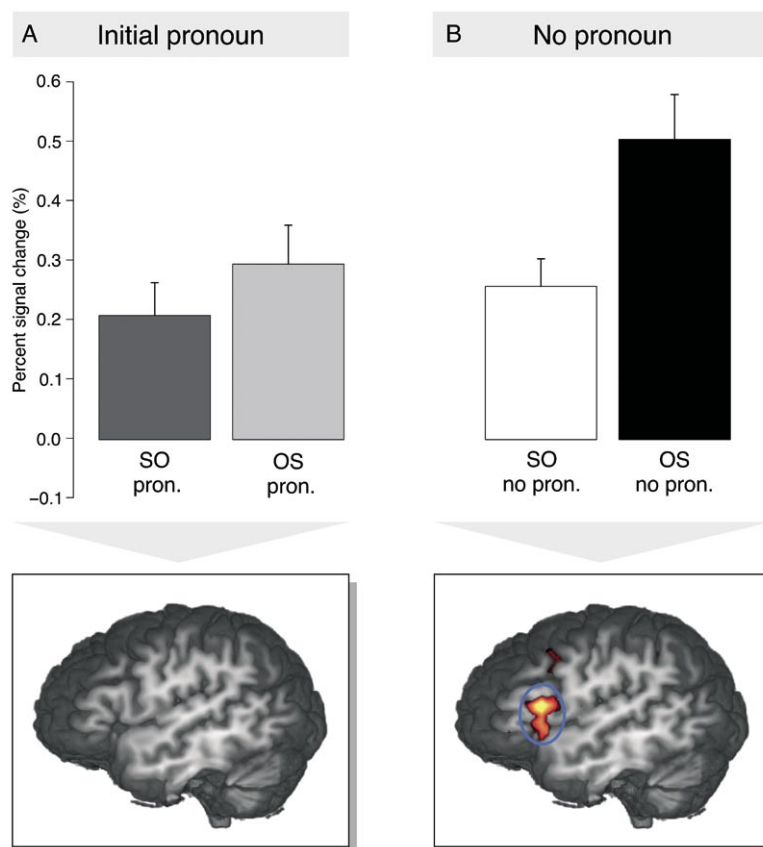 A Initial pronoun
B No pronoun
Percent signal change (%)
0.6
0.5
0.4
0.3
0.2
0.1
0.0
−0.1
SO
pron.
OS
pron.
SO
no pron.
OS
no pron.